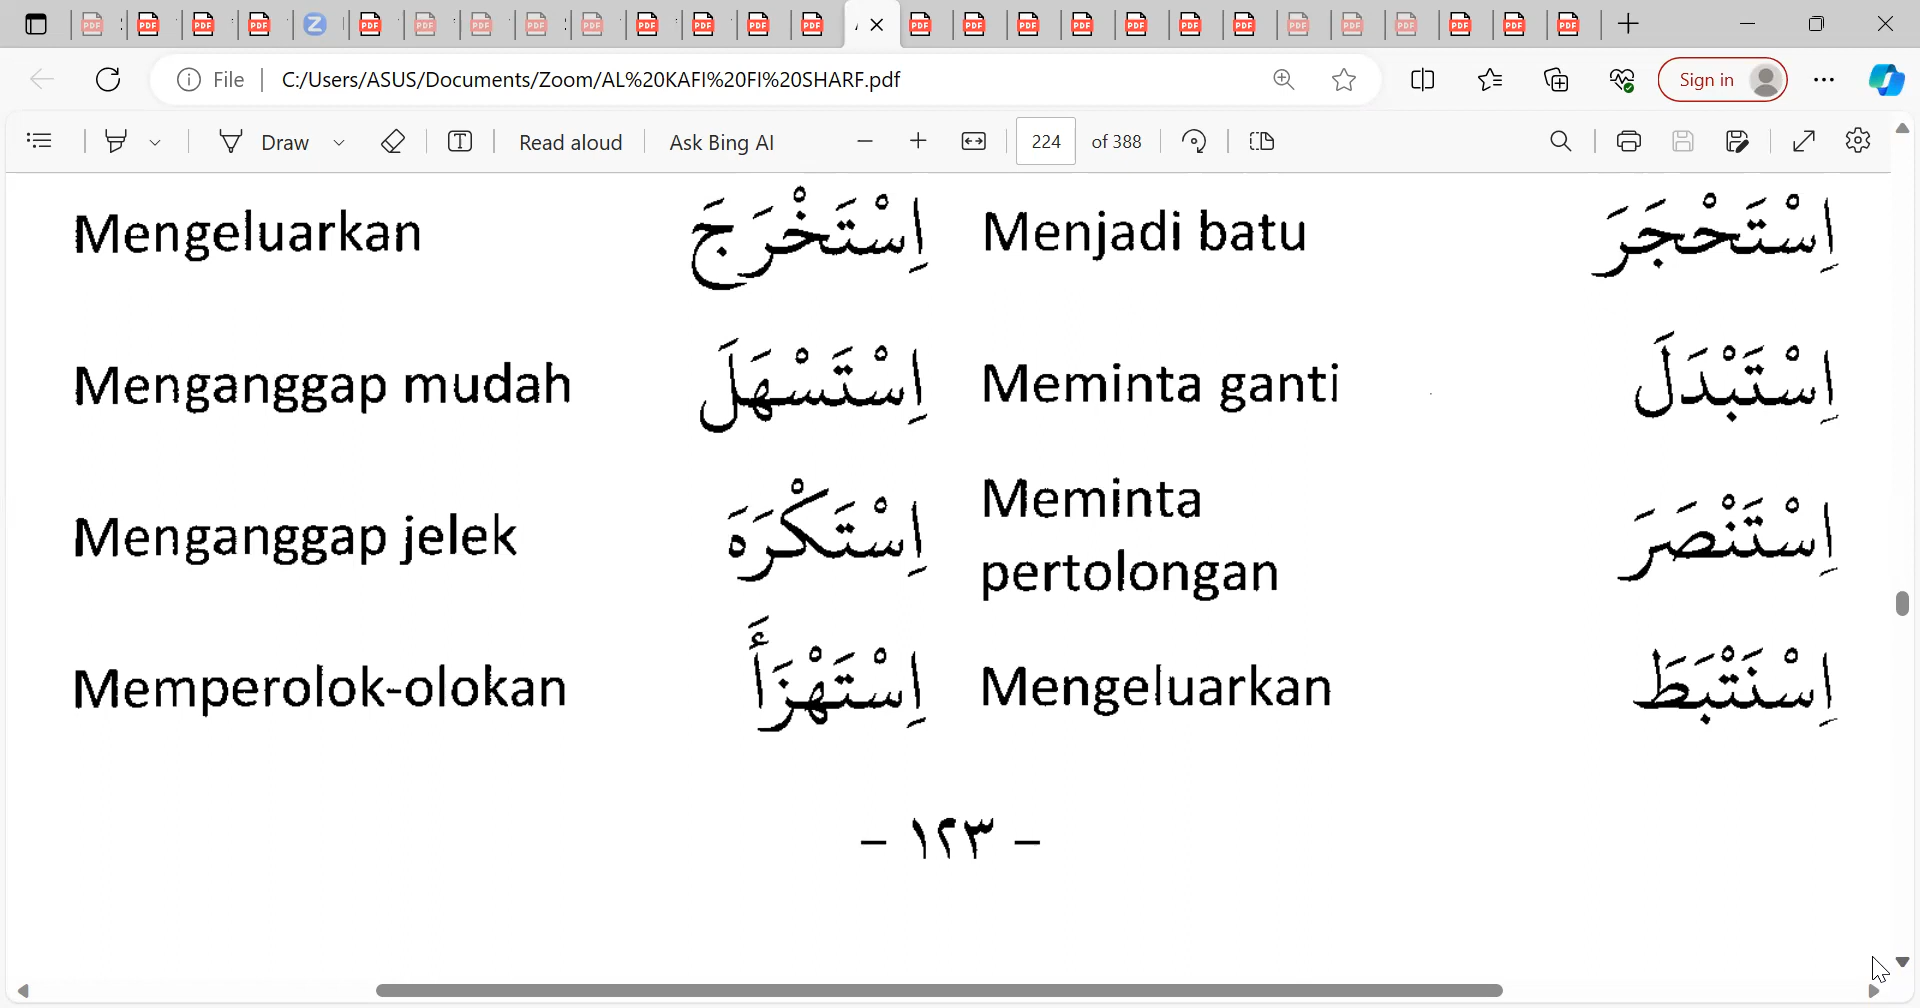 File C:/Users/ASUS/Documents/Zoom/AL%20KAFI%20FI%20SHARF.pdf Sign in
Draw Read aloud Ask Bing AI 224 of 388
اِسْتَحْجَرَ Menjadi batu اِسْتَخْرَجَ Mengeluarkan
اِسْتَبْدَلَ Meminta ganti اِسْتَسْهَلَ Menganggap mudah
اِسْتَنْصَرَ Meminta pertolongan اِسْتَكْرَهَ Menganggap jelek
اِسْتَنْبَطَ Mengeluarkan اِسْتَهْزَأَ Memperolok-olokan
- ١٢٣ -